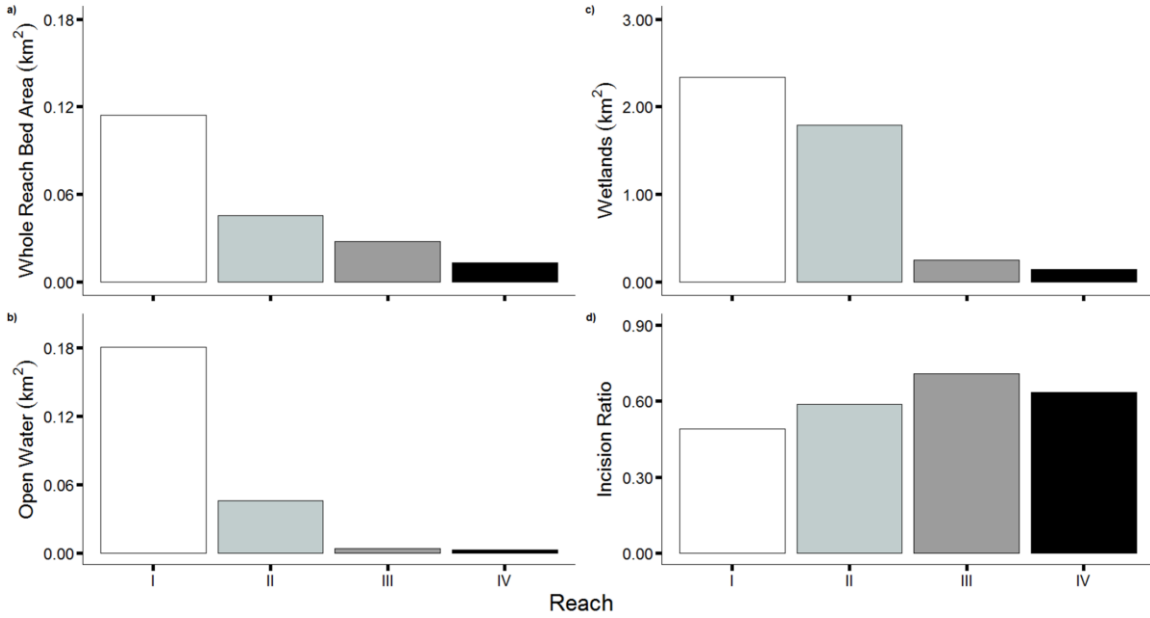 a)
Whole Reach Bed Area (km²)
0.18
0.12
0.06
0.00
b)
Open Water (km²)
0.18
0.12
0.06
0.00
I II III IV
c)
Wetlands (km²)
3.00
2.00
1.00
0.00
d)
Incision Ratio
0.90
0.60
0.30
0.00
I II III IV
Reach